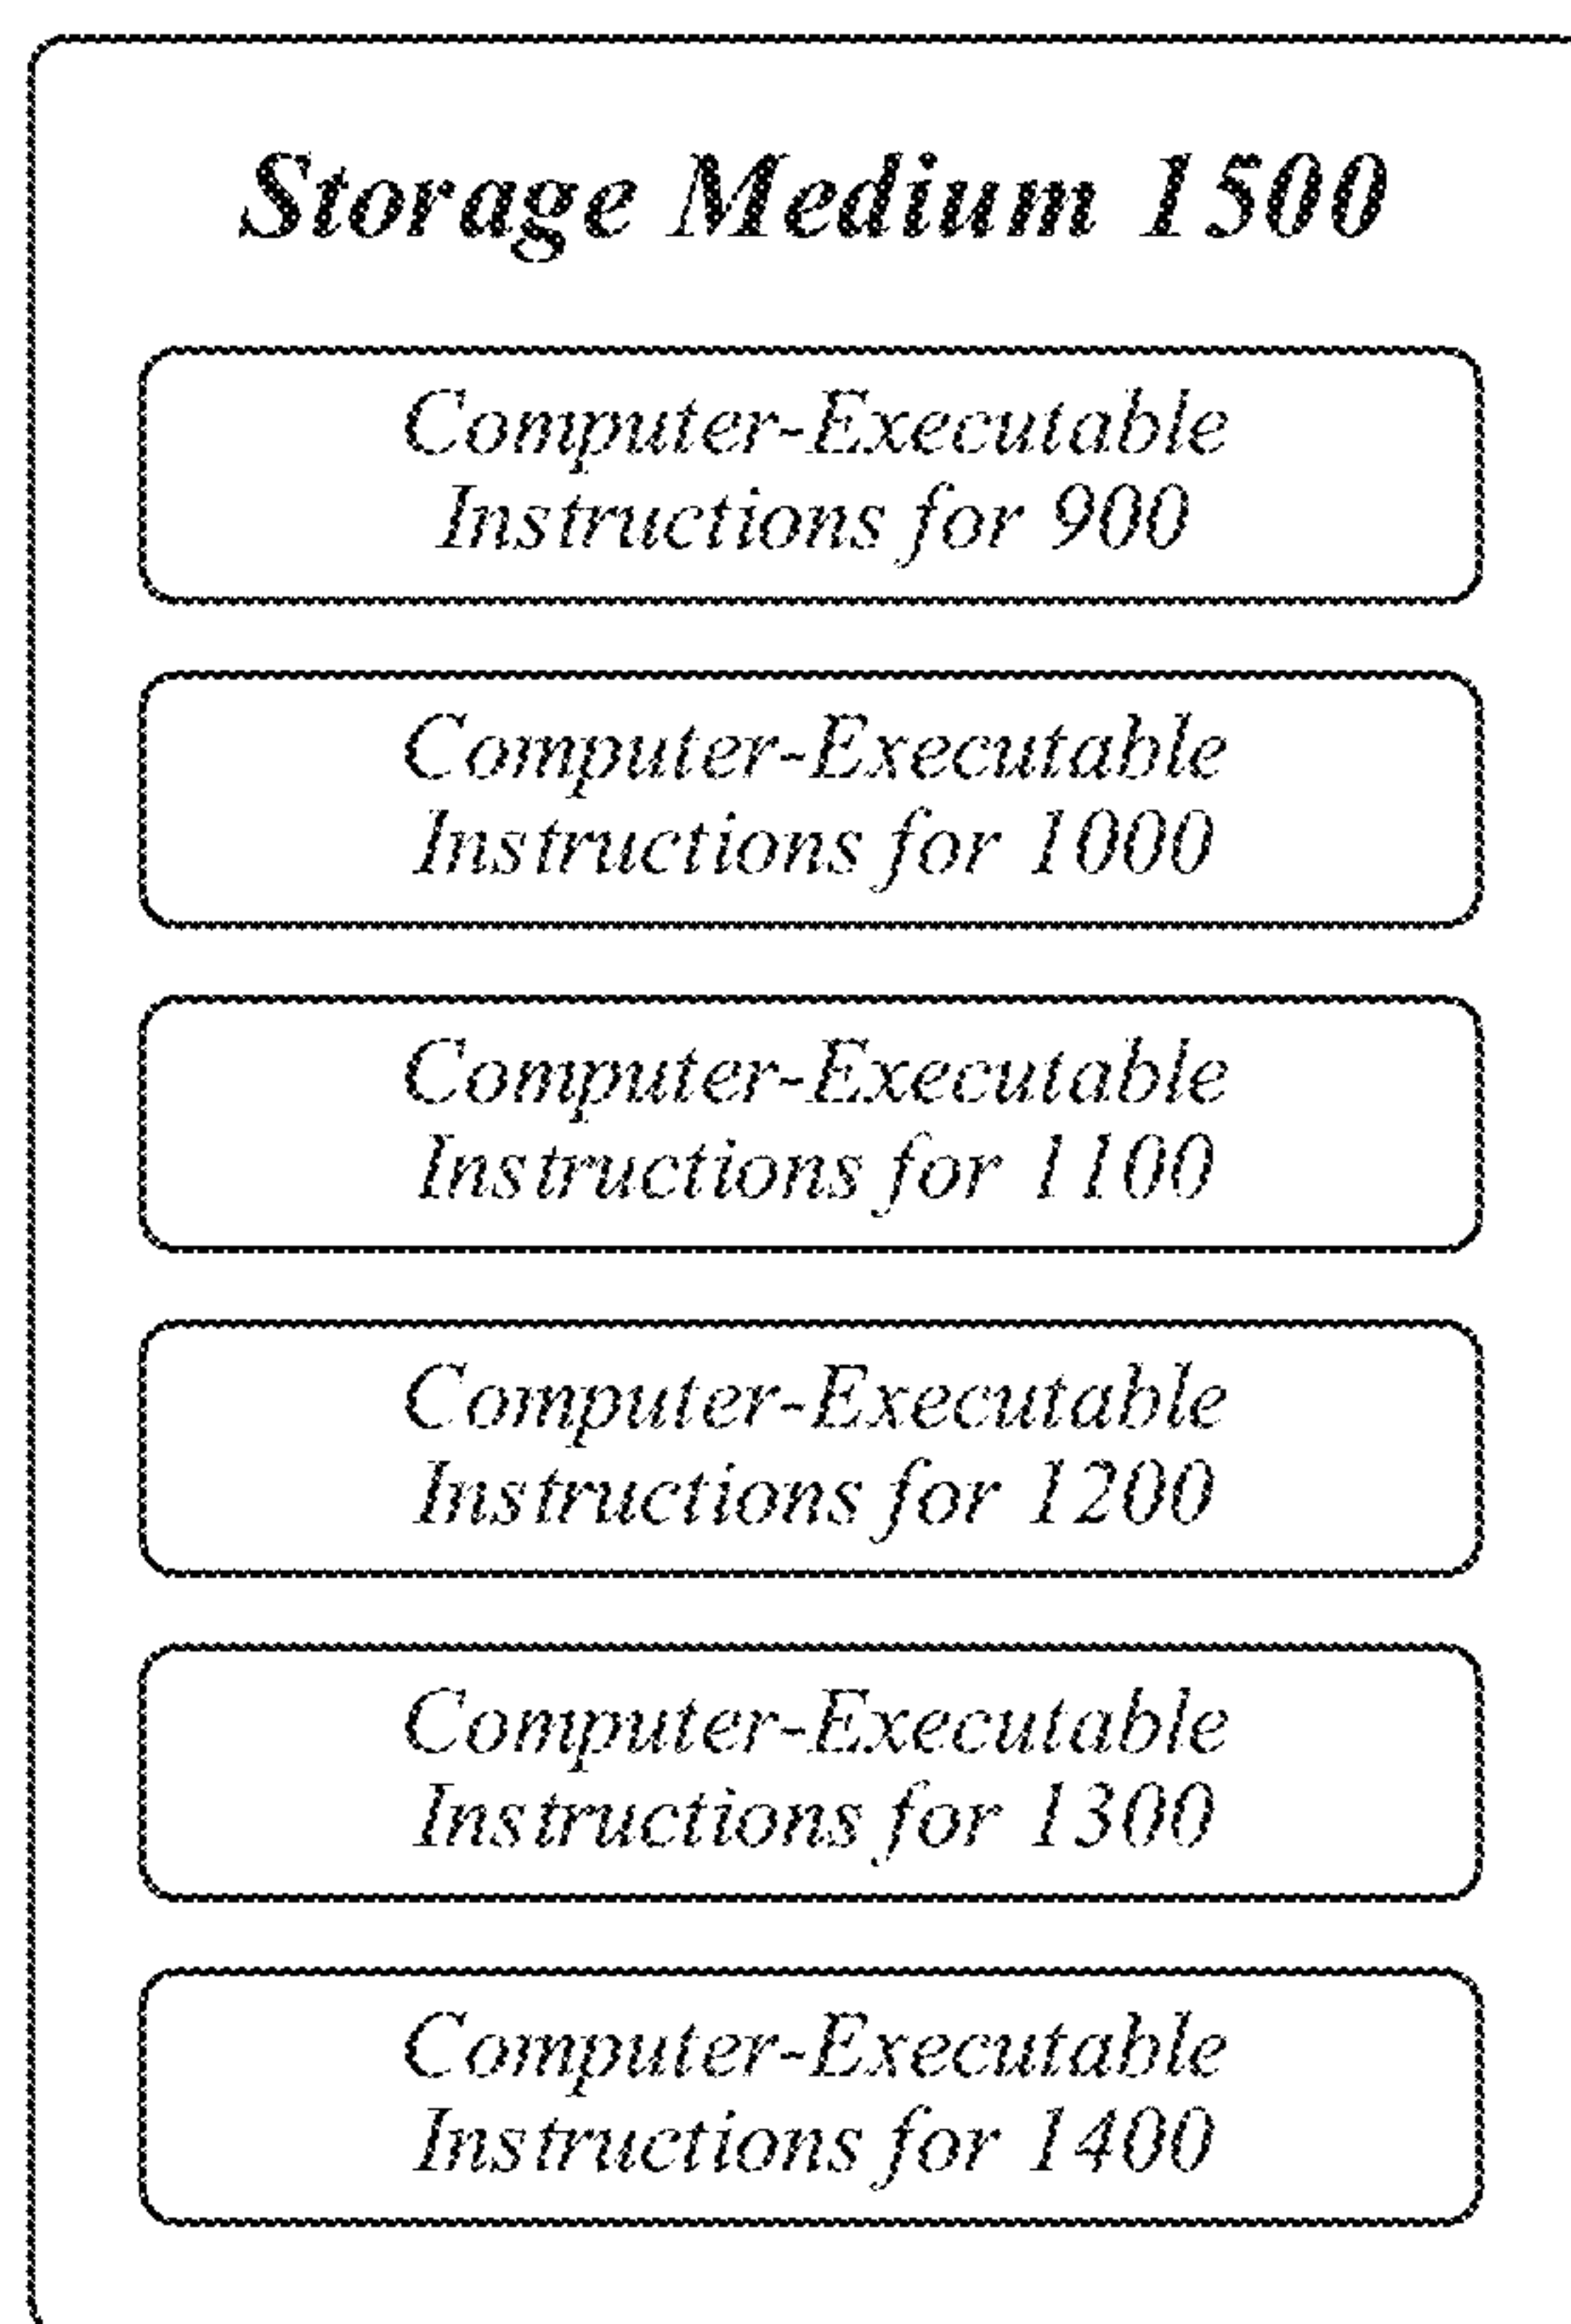 Storage Medium 1500
Computer-Executable
Instructions for 900
Computer-Executable
Instructions for 1000
Computer-Executable
Instructions for 1100
Computer-Executable
Instructions for 1200
Computer-Executable
Instructions for 1300
Computer-Executable
Instructions for 1400